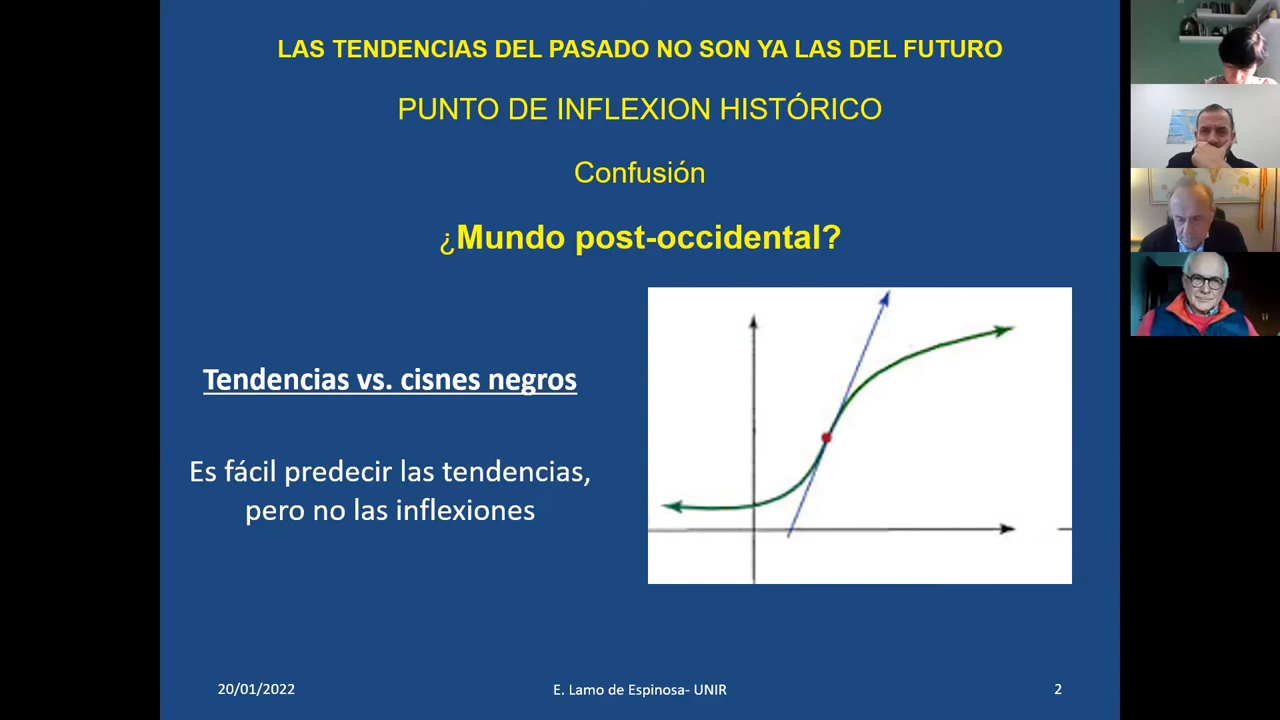 LAS TENDENCIAS DEL PASADO NO SON YA LAS DEL FUTURO
PUNTO DE INFLEXION HISTÓRICO
Confusión
¿Mundo post-occidental?
Tendencias vs. cisnes negros
Es fácil predecir las tendencias,
pero no las inflexiones
20/01/2022
E. Lamo de Espinosa- UNIR
2